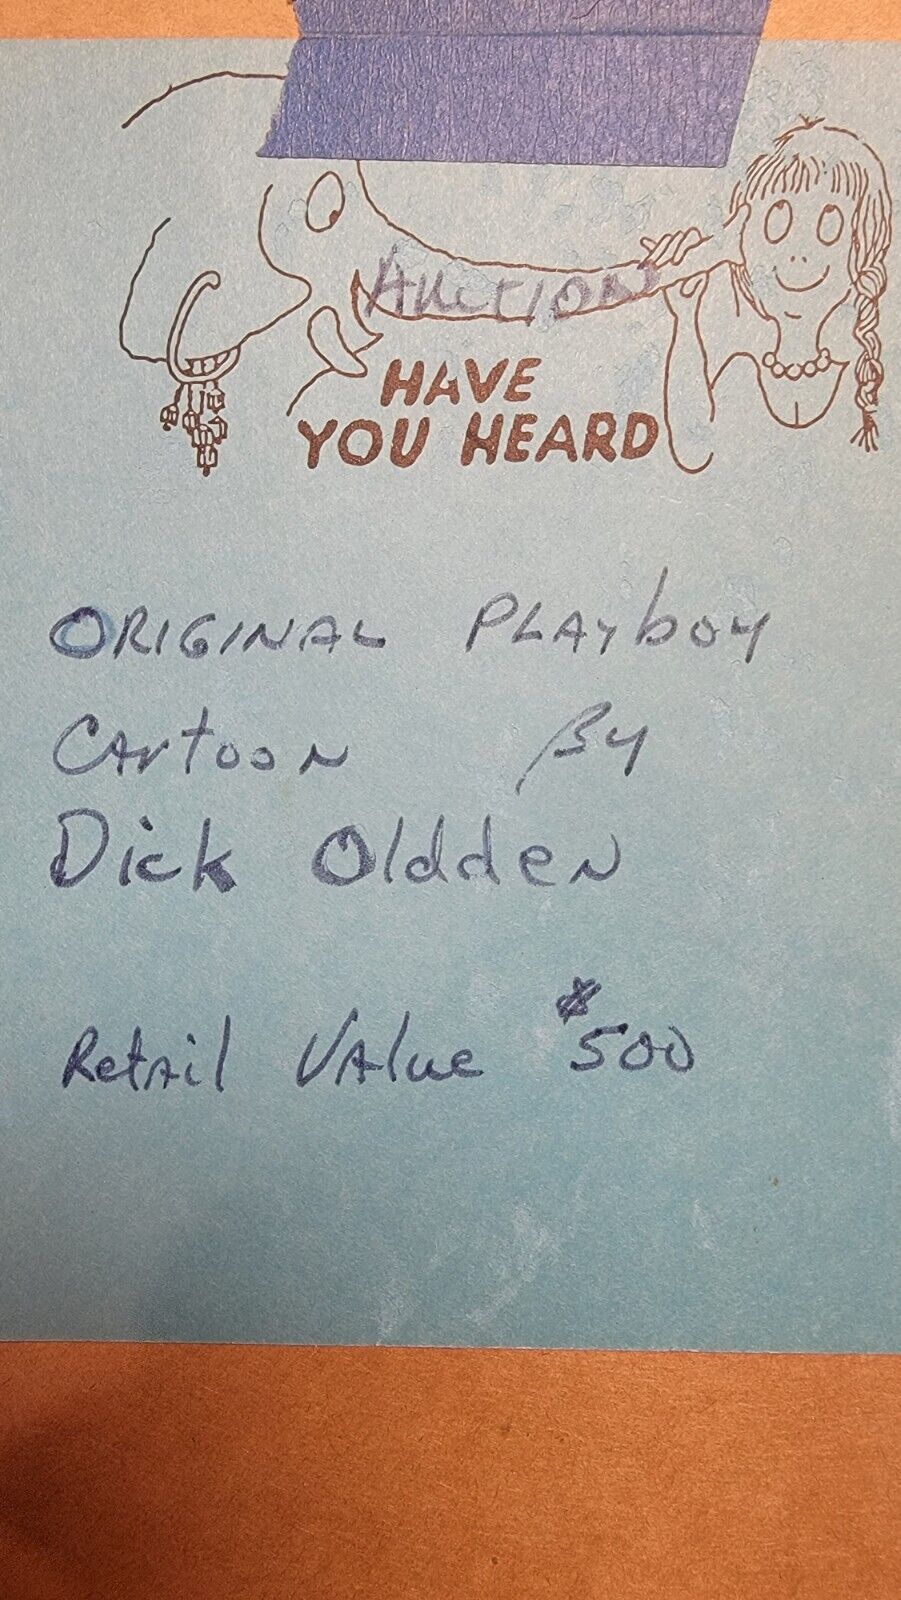 AUCTION
HAVE
YOU HEARD
ORIGINAL PLAYboy
CArtooN By
Dick OlddeN
RetAil VAlue $500